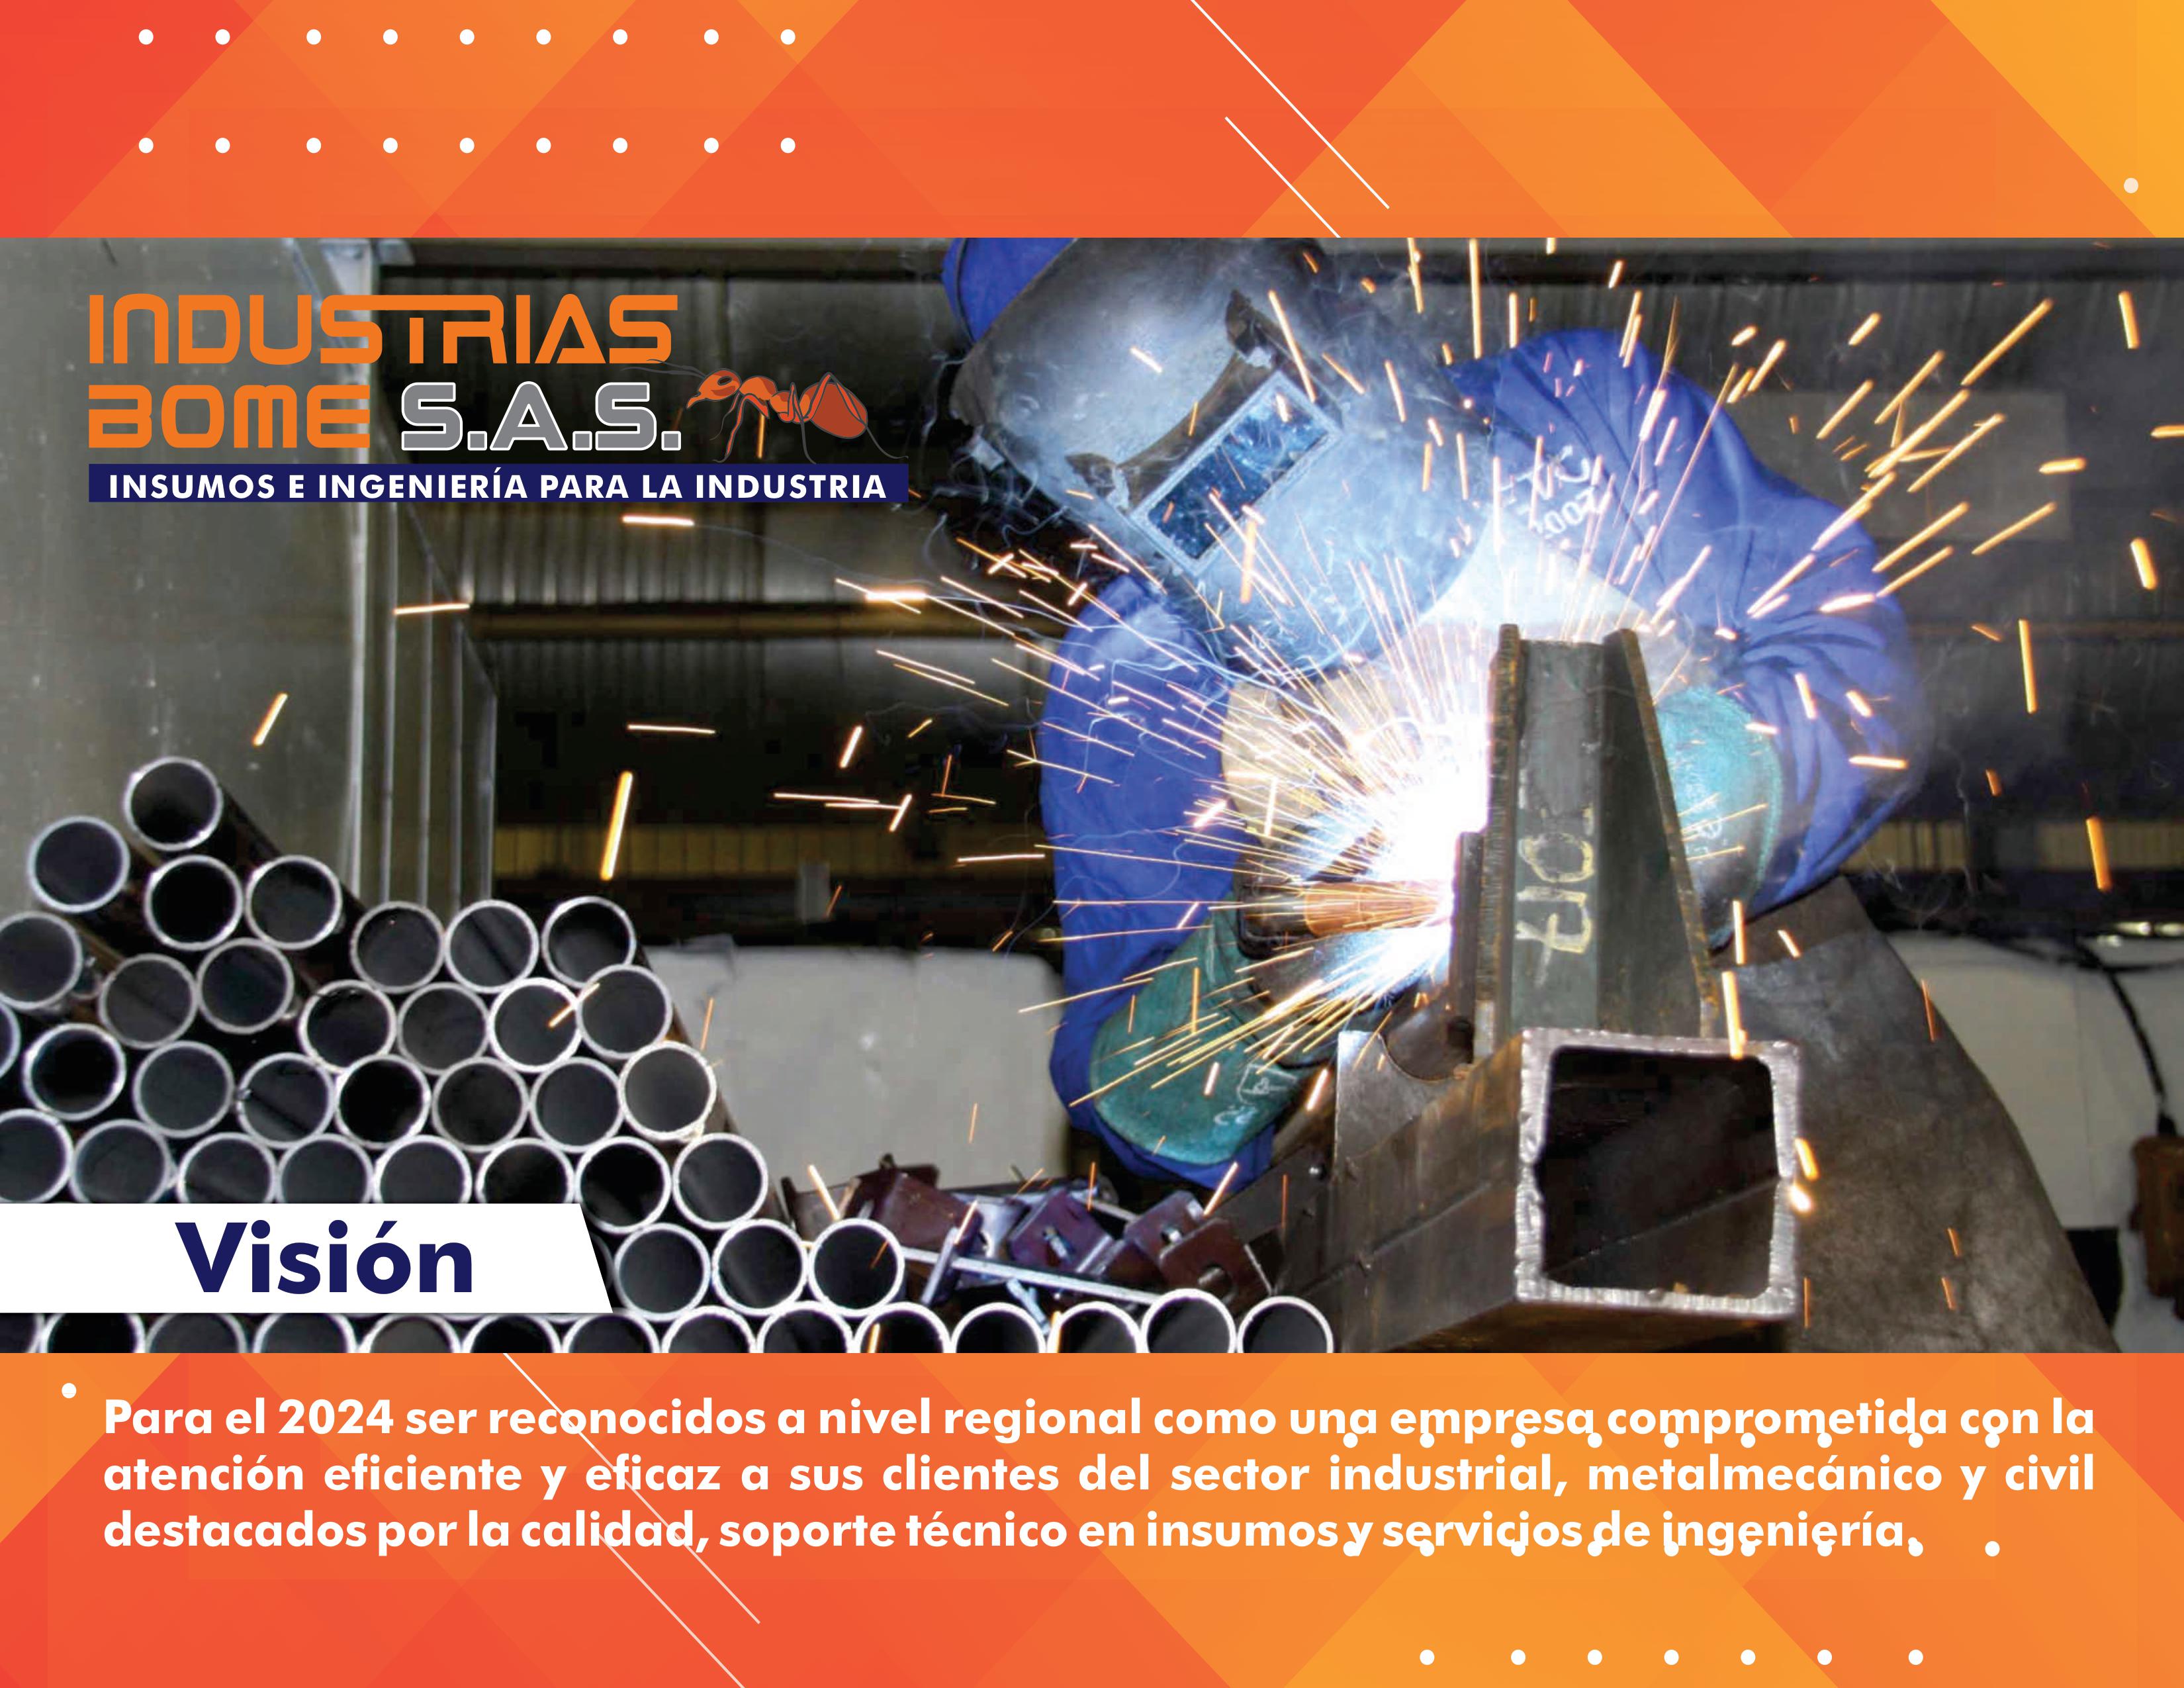 INDUSTRIAS
BOME S.A.S.
INSUMOS E INGENIERÍA PARA LA INDUSTRIA
Visión
Para el 2024 ser reconocidos a nivel regional como una empresa comprometida con la
atención eficiente y eficaz a sus clientes del sector industrial, metalmecánico y civil
destacados por la calidad, soporte técnico en insumos y servicios de ingeniería.